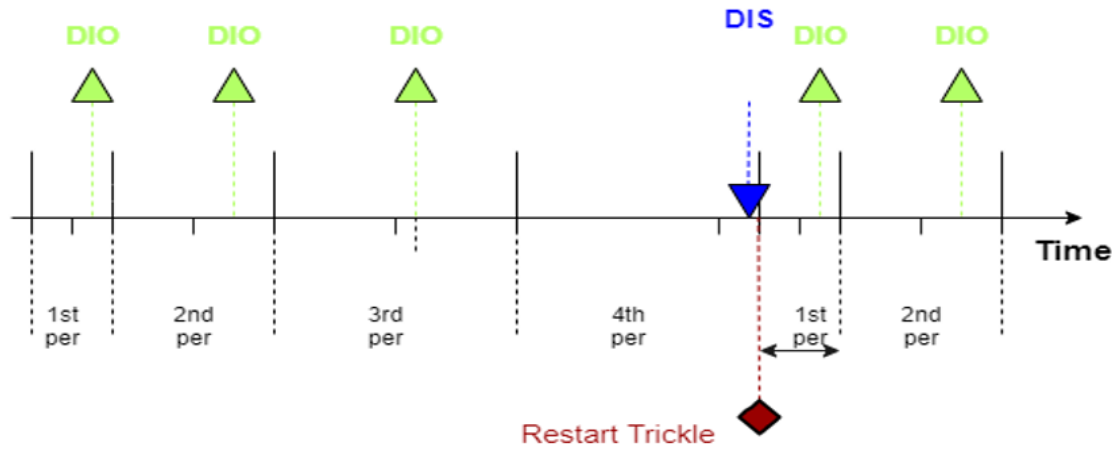 DIO
DIO
DIO
DIS
DIO
DIO
Time
1st
per
2nd
per
3rd
per
4th
per
1st
per
2nd
per
Restart Trickle